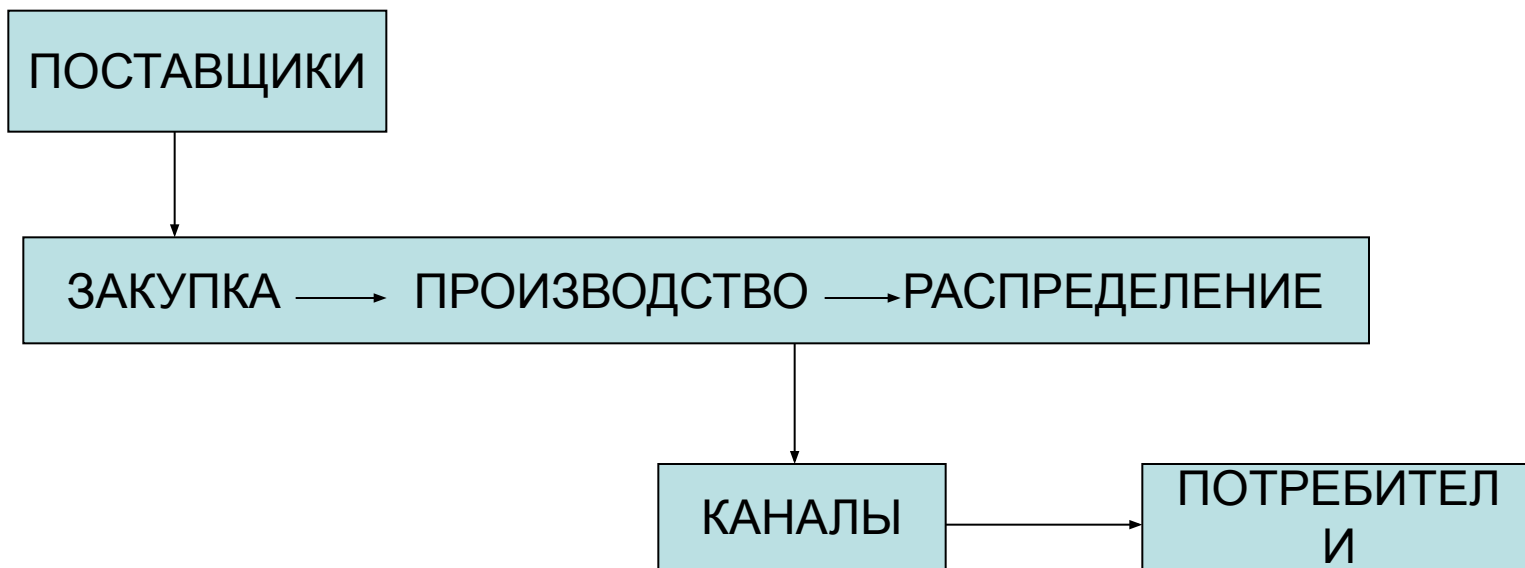 ПОСТАВЩИКИ
ЗАКУПКА ПРОИЗВОДСТВО РАСПРЕДЕЛЕНИЕ
КАНАЛЫ
ПОТРЕБИТЕЛ
И